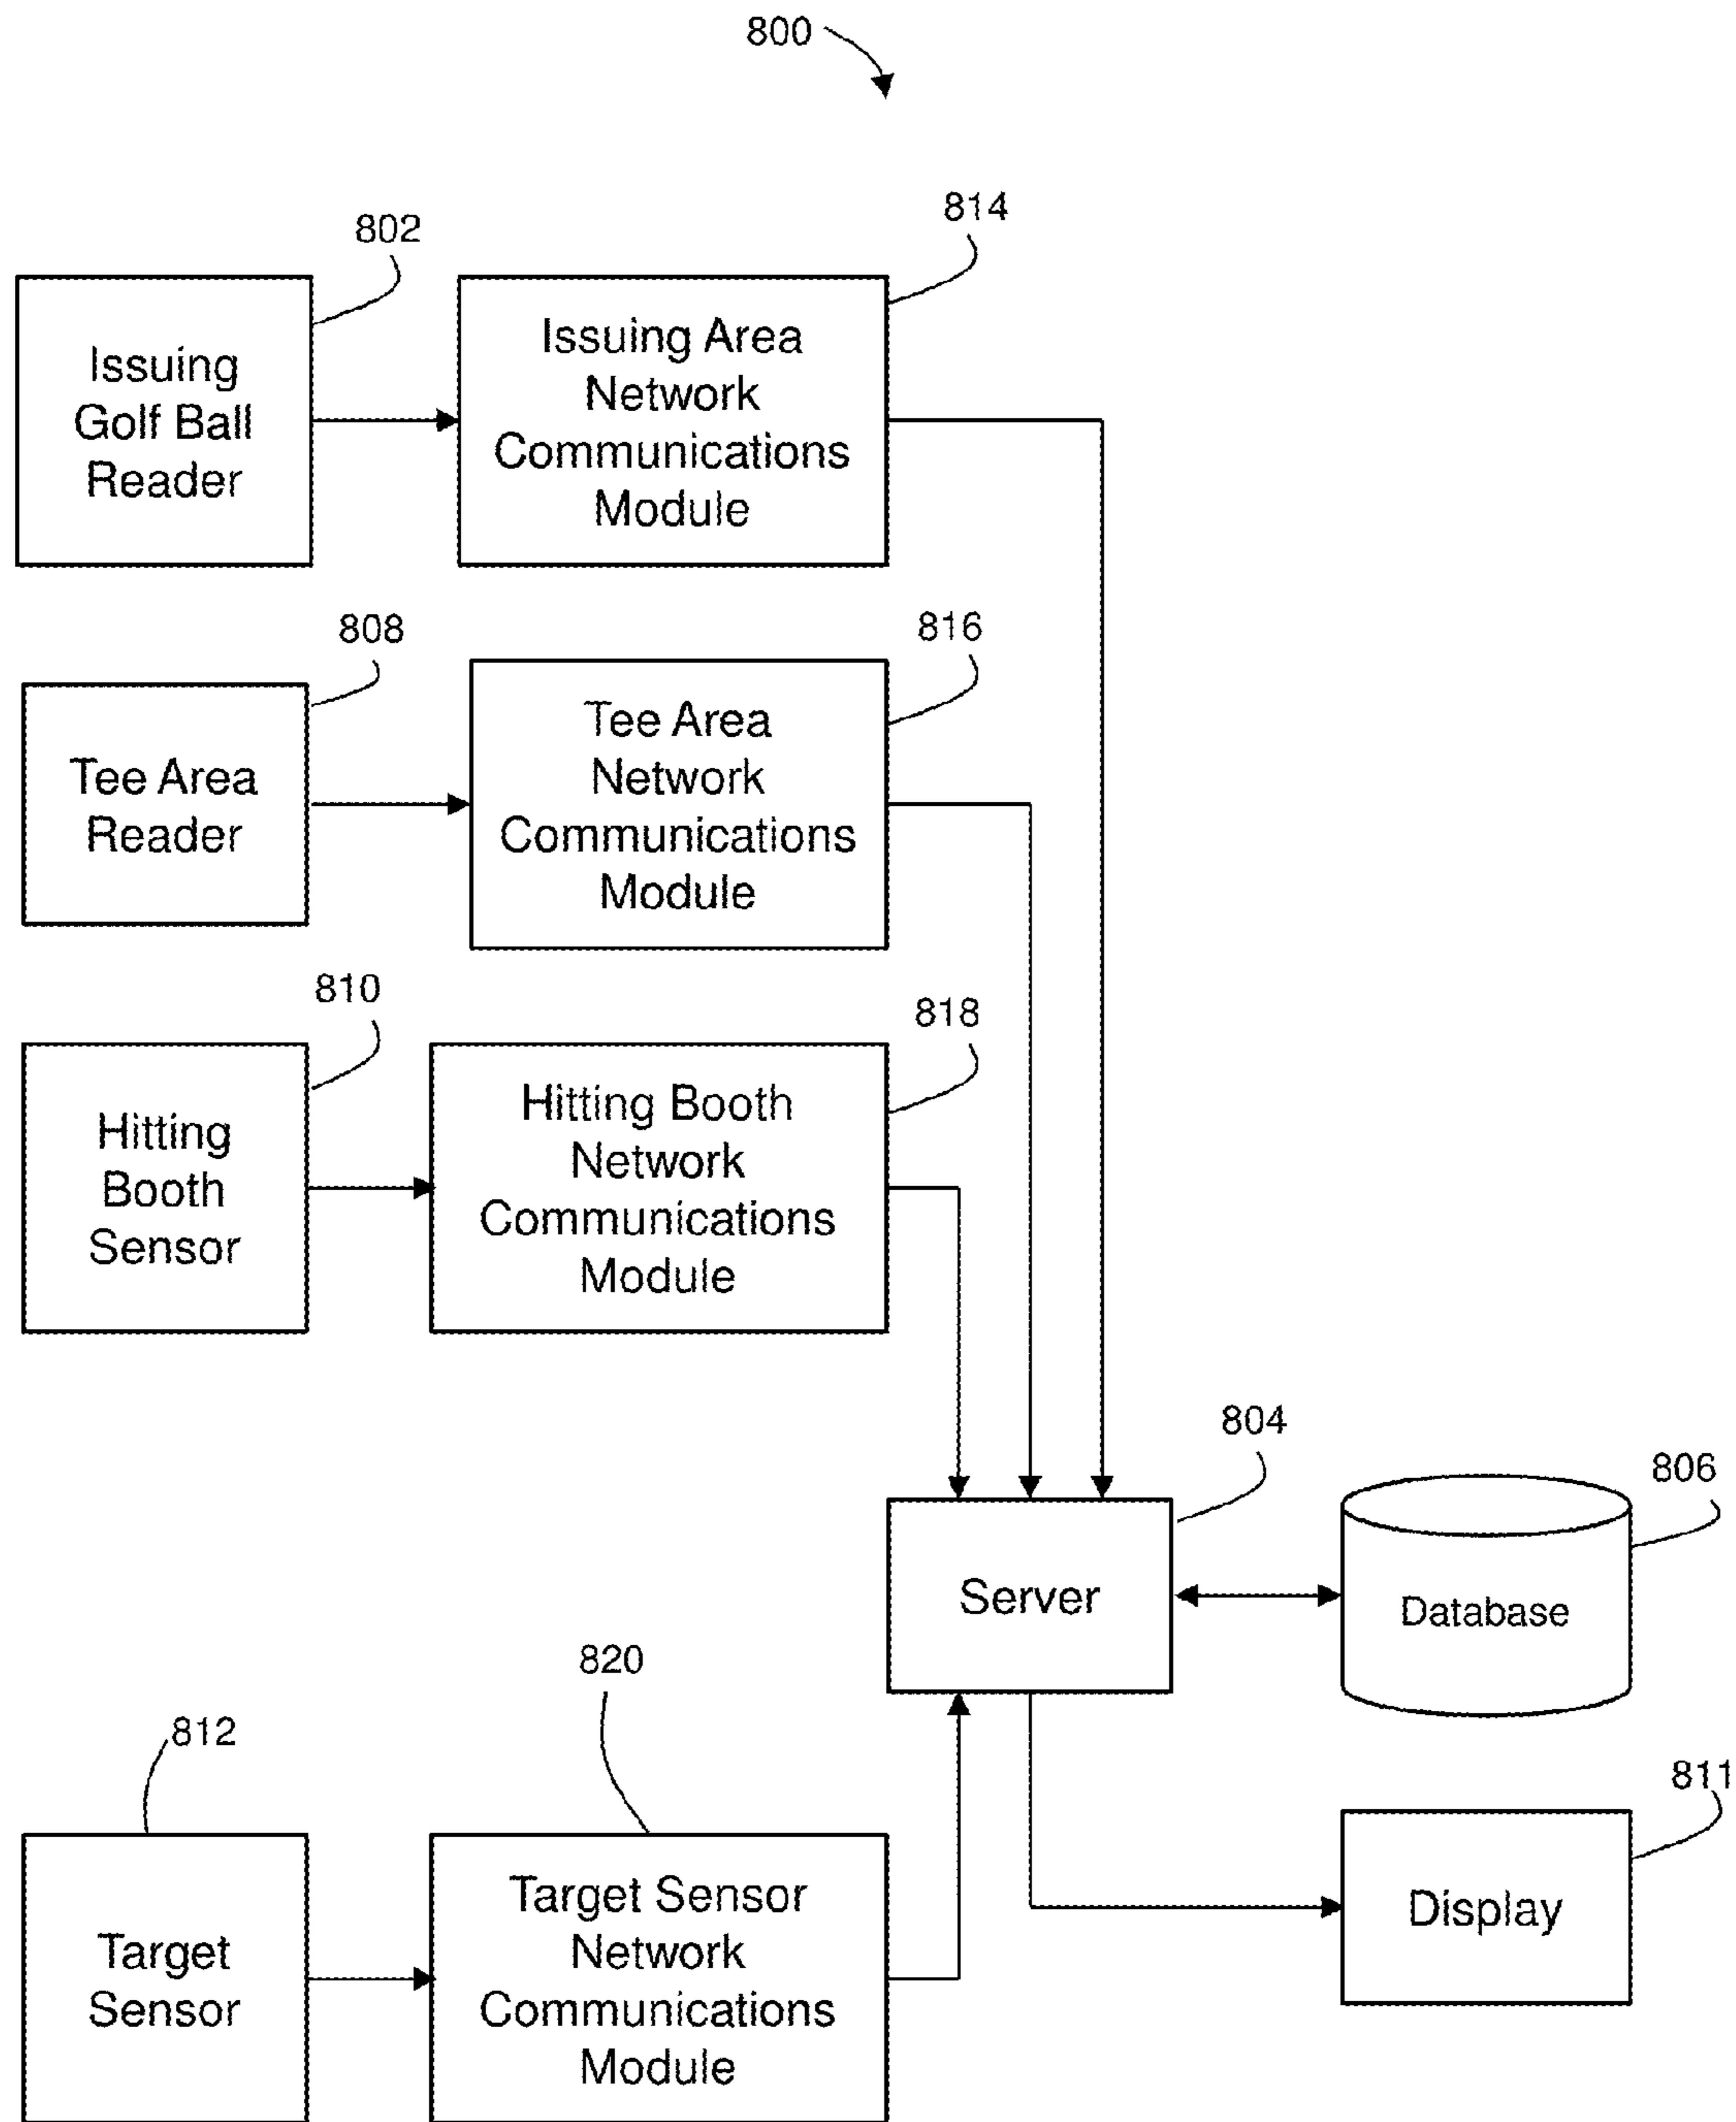 800
802
814
Issuing
Golf Ball
Reader
Issuing Area
Network
Communications
Module
808
816
Tee Area
Reader
Tee Area
Network
Communications
Module
810
818
Hitting
Booth
Sensor
Hitting Booth
Network
Communications
Module
804
806
Server
Database
812
820
811
Target
Sensor
Target Sensor
Network
Communications
Module
Display